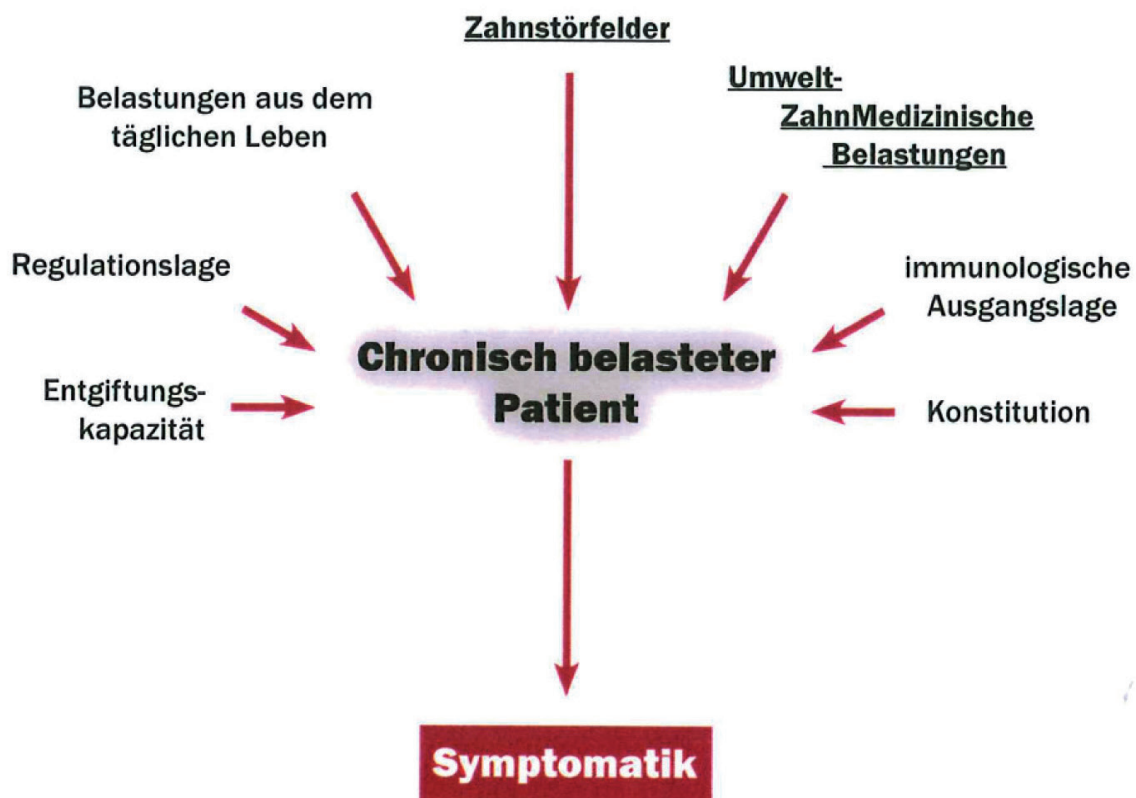 Zahnstörfelder
Belastungen aus dem
täglichen Leben
Umwelt-
ZahnMedizinische
Belastungen
Regulationslage
immunologische
Ausgangslage
Chronisch belasteter
Patient
Entgiftungs-
kapazität
Konstitution
Symptomatik